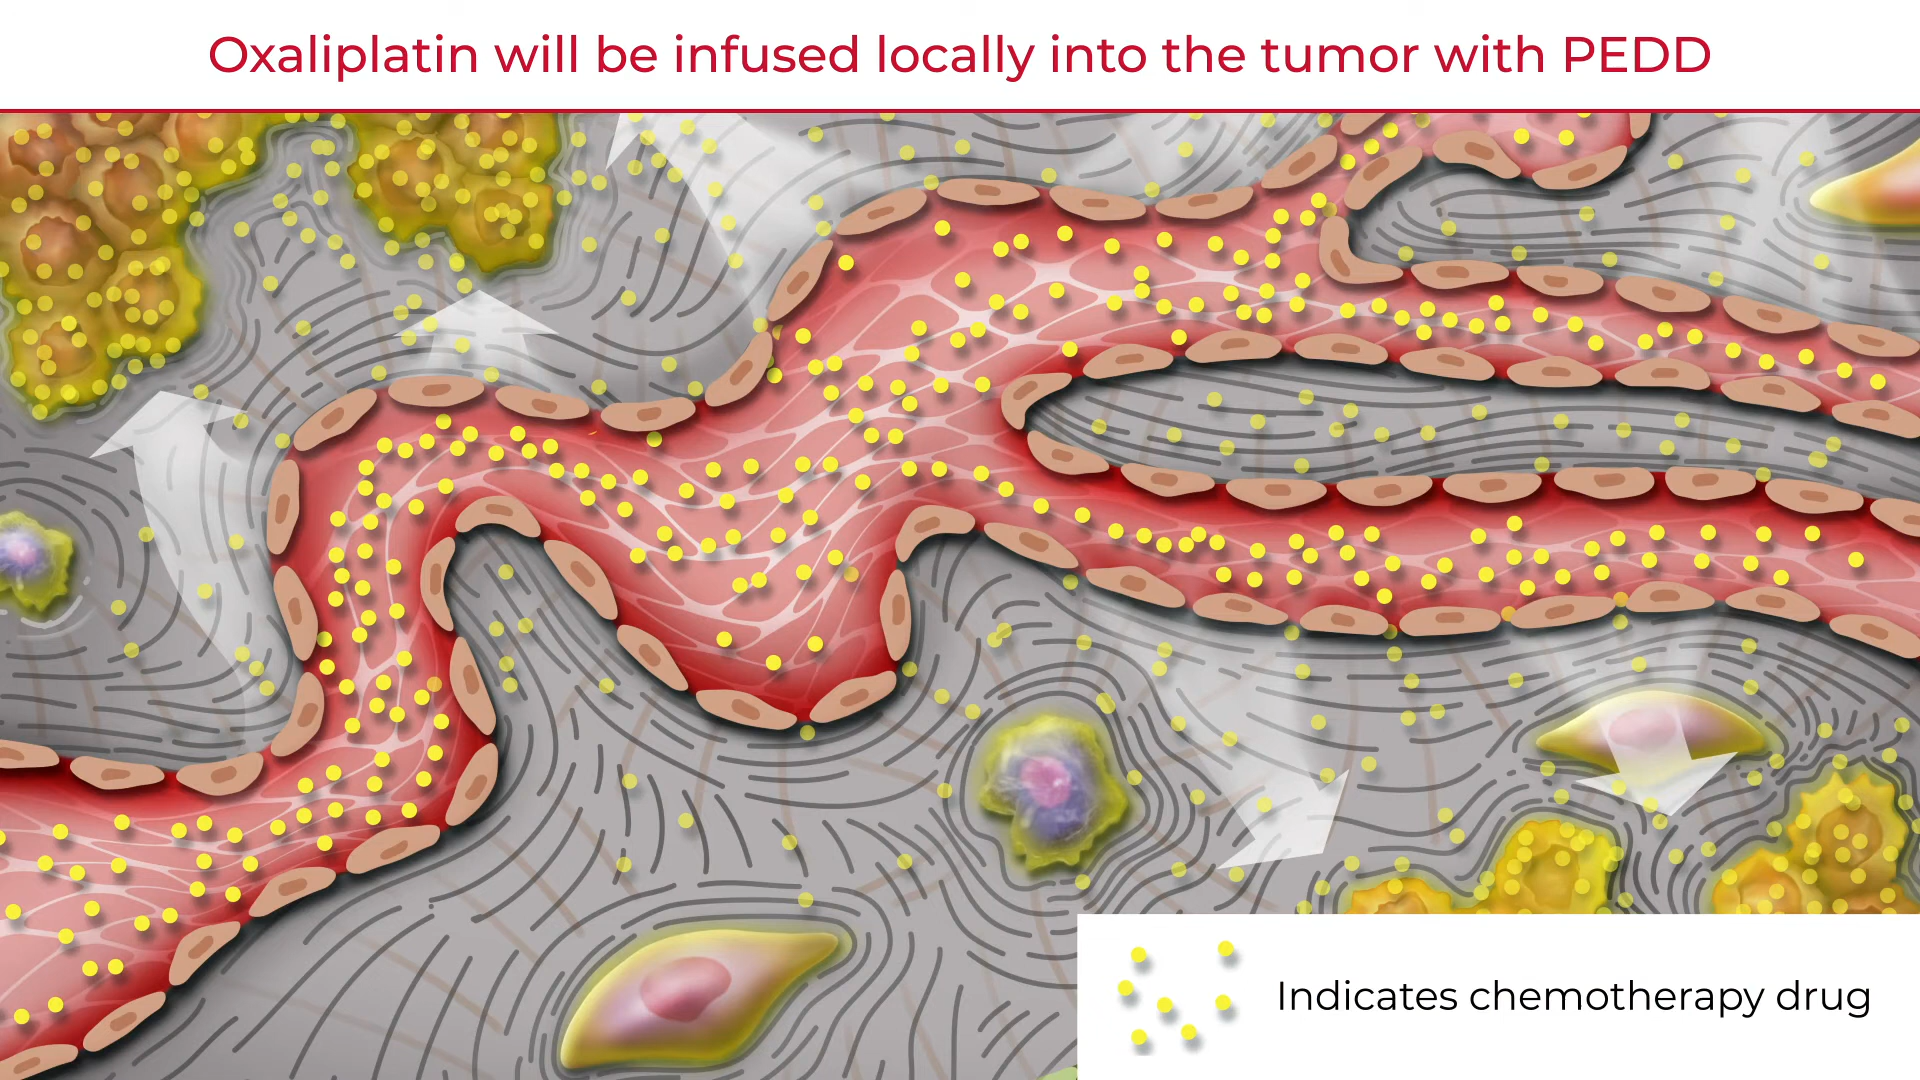 Oxaliplatin will be infused locally into the tumor with PEDD
Indicates chemotherapy drug